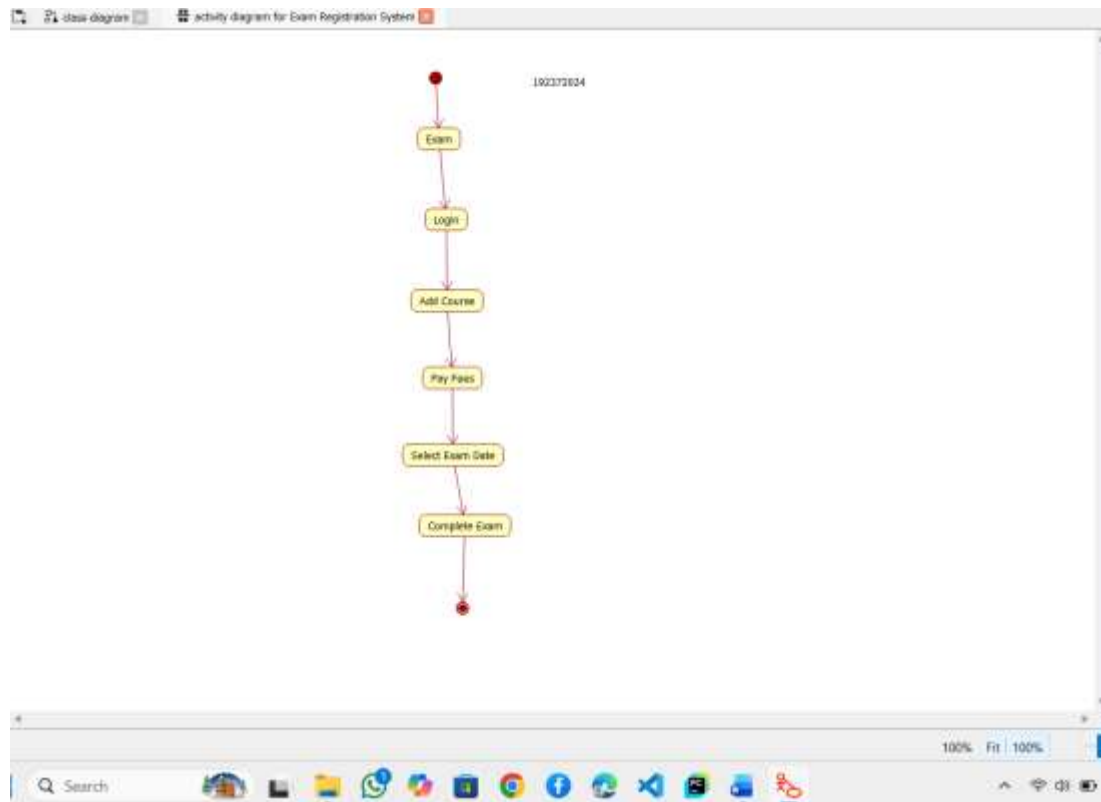 class diagram
activity diagram for Exam Registration System
192372024
Exam
Login
Add Course
Pay Fees
Select Exam Date
Complete Exam
100% Fit 100%
Search